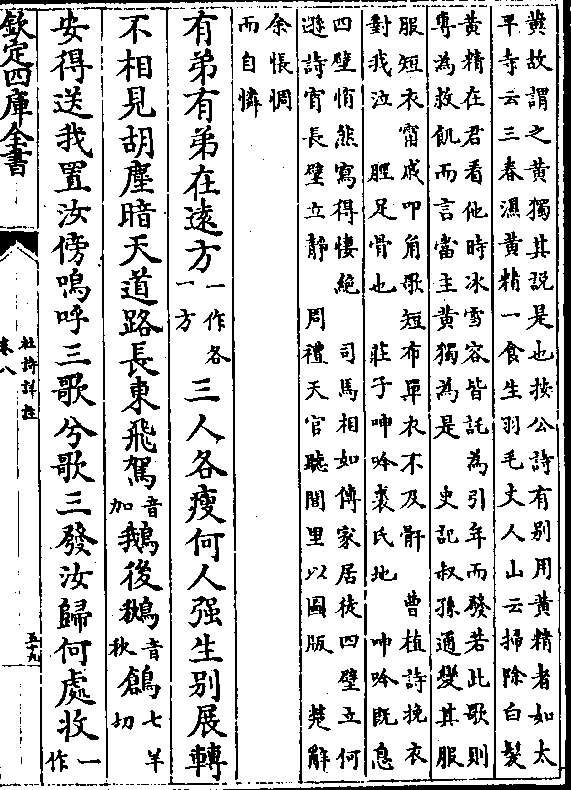 黃故謂之黃獨其説是也按公詩有别用黃精者如太
平寺云三春濕黃精一食生羽毛丈人山云掃除白髮
黃精在君看他時冰雪容皆託為引年而發若此歌則
專為救飢而言當主黃獨為是 史記叔孫通變其服
服短衣甯戚叩角歌短布單衣不及骭 曹植詩挽衣
對我泣 脛足骨也 莊子呻吟裘氏地 呻吟既息
四壁悄然寫得悽絶 司馬相如傳家居徒四壁立何
遜詩宵長壁立靜 周禮天官聽閭里以圖版 楚辭
余悵惆
而自憐
有弟有弟在遠方一作各一方三人各瘦何人强生别展轉
不相見胡塵暗天道路長東飛駕音加鵝後鶖音秋鶬七羊切
安得送我置汝傍嗚呼三歌兮歌三發汝歸何處收一作
欽定四庫全書
杜詩詳註
卷八
五十九